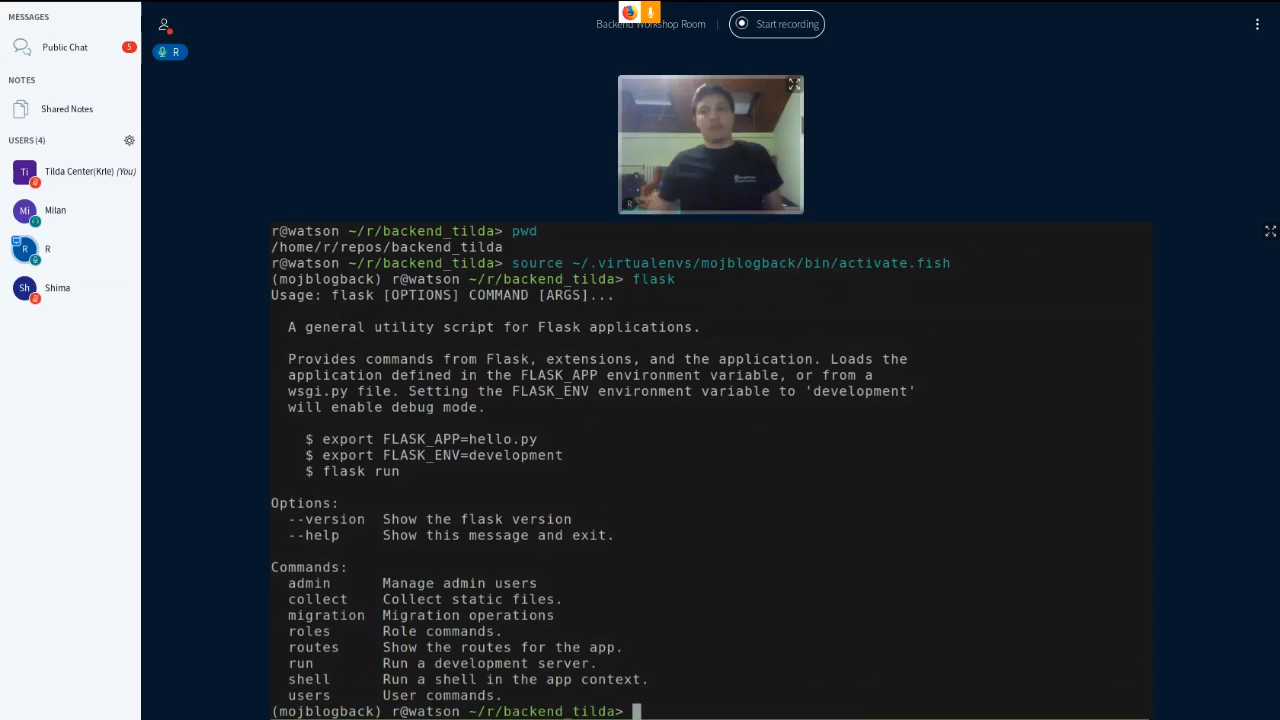 MESSAGES
Public Chat
5
NOTES
Shared Notes
USERS (4)
Ti
Tilda Center(Krle) (You)
Mi
Milan
R
R
Sh
Shima
R
Backend Workshop Room
Start recording
R
r@watson ~/r/backend_tilda> pwd
/home/r/repos/backend_tilda
r@watson ~/r/backend_tilda> source ~/.virtualenvs/mojblogback/bin/activate.fish
(mojblogback) r@watson ~/r/backend_tilda> flask
Usage: flask [OPTIONS] COMMAND [ARGS]...
A general utility script for Flask applications.
Provides commands from Flask, extensions, and the application. Loads the
application defined in the FLASK_APP environment variable, or from a
wsgi.py file. Setting the FLASK_ENV environment variable to 'development'
will enable debug mode.
$ export FLASK_APP=hello.py
$ export FLASK_ENV=development
$ flask run
Options:
--version  Show the flask version
--help     Show this message and exit.
Commands:
admin      Manage admin users
collect    Collect static files.
migration  Migration operations
roles      Role commands.
routes     Show the routes for the app.
run        Run a development server.
shell      Run a shell in the app context.
users      User commands.
(mojblogback) r@watson ~/r/backend_tilda>